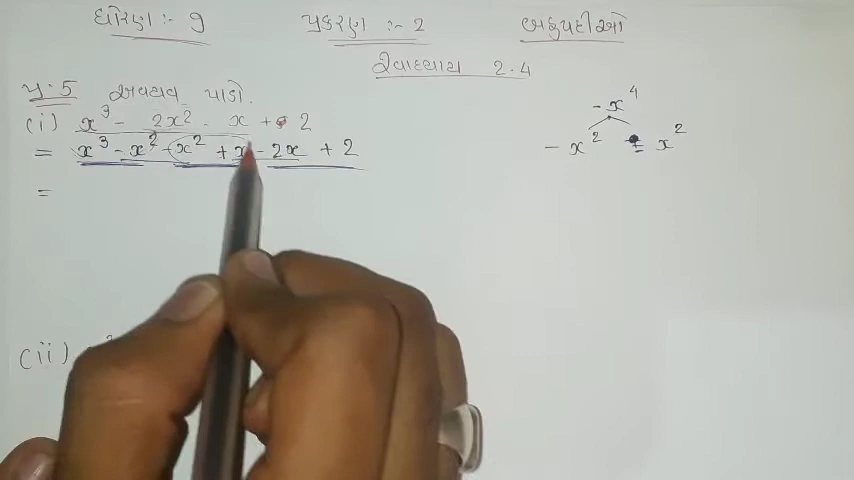 ધોરણ :- 9 પ્રકરણ :- 2 બહુપદીઓ
સ્વાધ્યાય 2.4
પ્ર.5 અવયવ પાડો.
(i) x³ - 2x² - x + 2
= x³ - x² - x² + x - 2x + 2
=
(ii)
- x⁴
- x² + x²